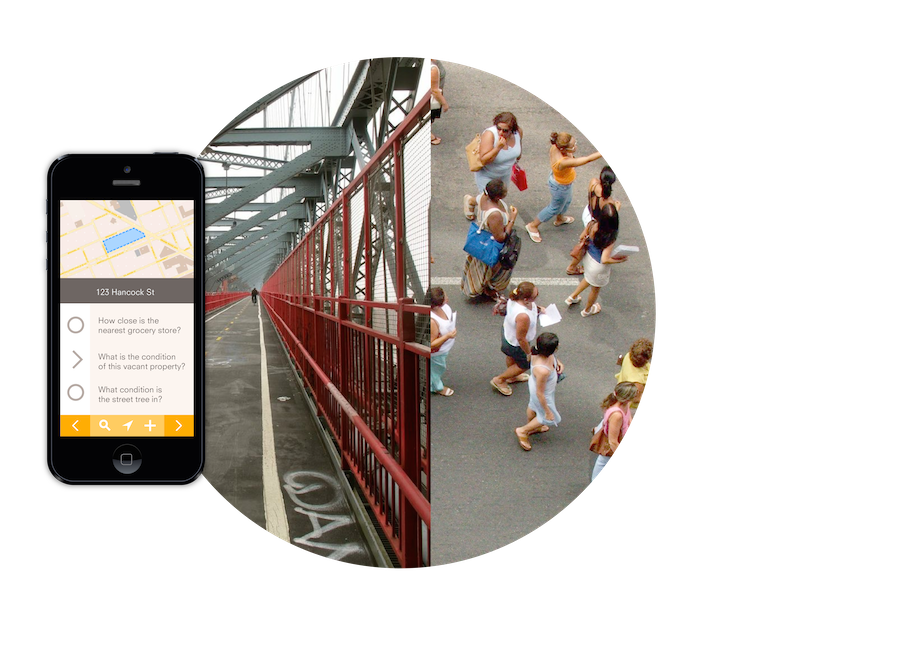 123 Hancock St
How close is the
nearest grocery store?
What is the condition
of this vacant property?
What condition is
the street tree in?